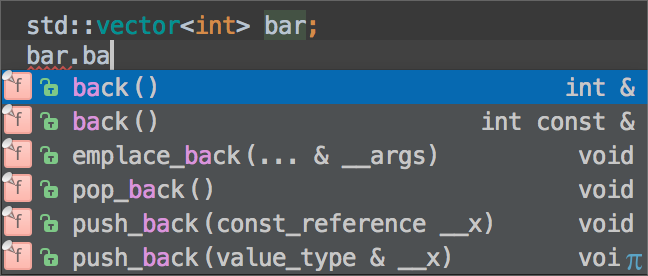 std::vector<int> bar;
bar.ba
f back() int &
f back() int const &
f emplace_back(... & __args) void
f pop_back() void
f push_back(const_reference __x) void
f push_back(value_type & __x) voi π